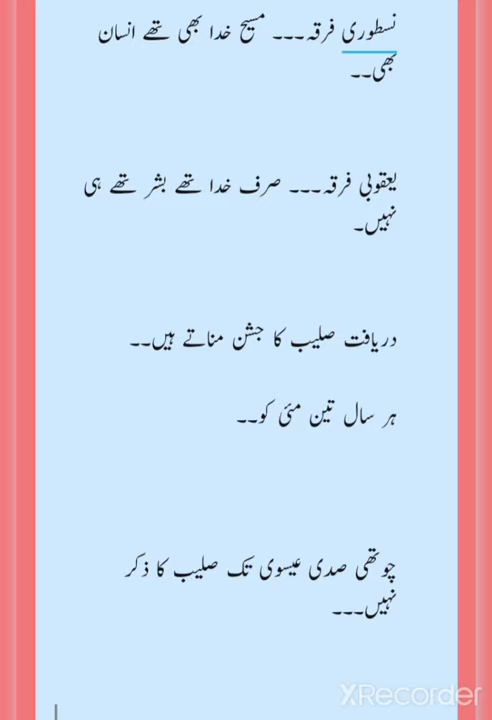 نسطوری فرقہ۔۔۔ مسیح خدا بھی تھے انسان
بھی۔۔
یعقوبی فرقہ۔۔۔ صرف خدا تھے بشر تھے ہی
نہیں۔
دریافت صلیب کا جشن مناتے ہیں۔۔
ہر سال تین مئی کو۔۔
چوتھی صدی عیسوی تک صلیب کا ذکر
نہیں۔۔۔
XRecorder